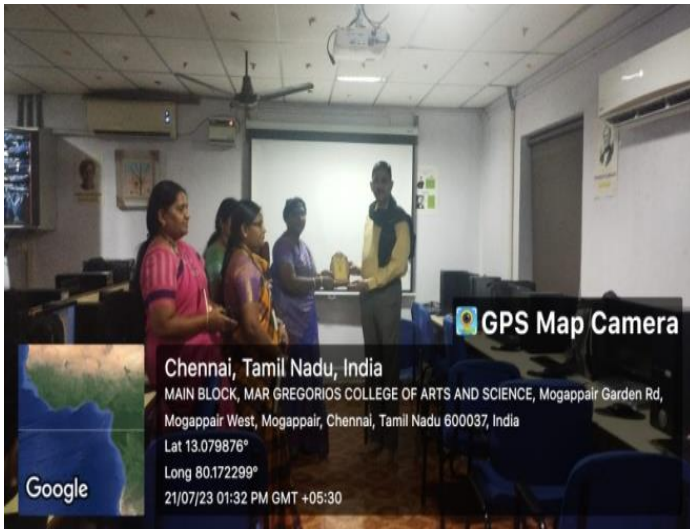 GPS Map Camera
Chennai, Tamil Nadu, India
MAIN BLOCK, MAR GREGORIOS COLLEGE OF ARTS AND SCIENCE, Mogappair Garden Rd,
Mogappair West, Mogappair, Chennai, Tamil Nadu 600037, India
Lat 13.079876°
Long 80.172299°
21/07/23 01:32 PM GMT +05:30
Google